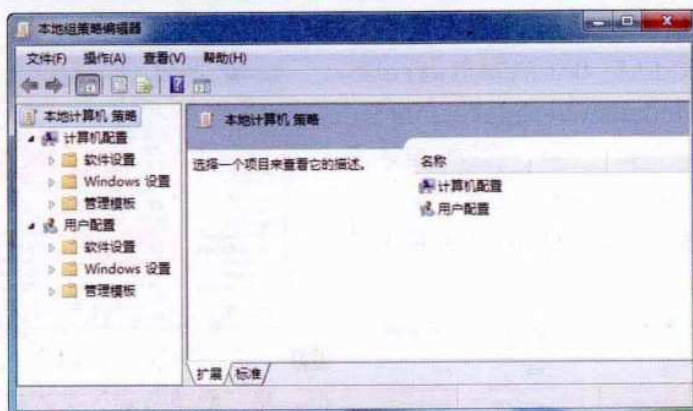 本地组策略编辑器
文件(F) 操作(A) 查看(V) 帮助(H)
本地计算机 策略
计算机配置
软件设置
Windows 设置
管理模板
用户配置
软件设置
Windows 设置
管理模板
本地计算机 策略
选择一个项目来查看它的描述。
名称
计算机配置
用户配置
扩展 标准